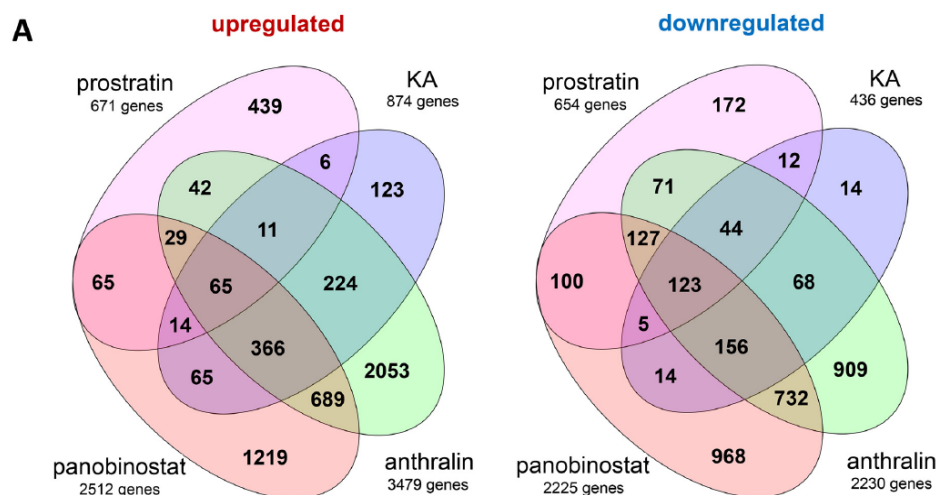 A
upregulated
downregulated
prostratin
671 genes
KA
874 genes
439
6
123
42
11
29
65
65
224
14
366
65
2053
689
1219
panobinostat
2512 genes
anthralin
3479 genes
prostratin
654 genes
KA
436 genes
172
12
14
71
44
127
100
123
68
5
156
14
909
732
968
panobinostat
2225 genes
anthralin
2230 genes